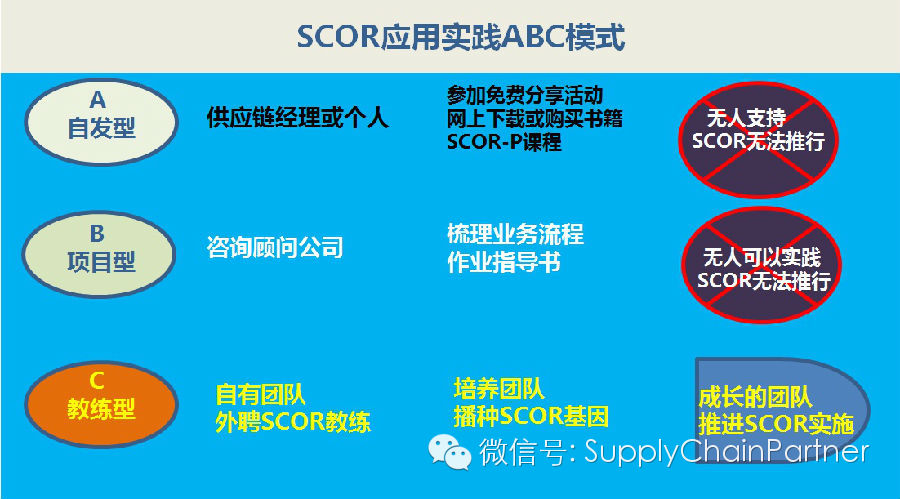 SCOR应用实践ABC模式
A
自发型
供应链经理或个人
参加免费分享活动
网上下载或购买书籍
SCOR-P课程
无人支持
SCOR无法推行
B
项目型
咨询顾问公司
梳理业务流程
作业指导书
无人可以实践
SCOR无法推行
C
教练型
自有团队
外聘SCOR教练
培养团队
播种SCOR基因
成长的团队
推进SCOR实施
微信号: SupplyChainPartner